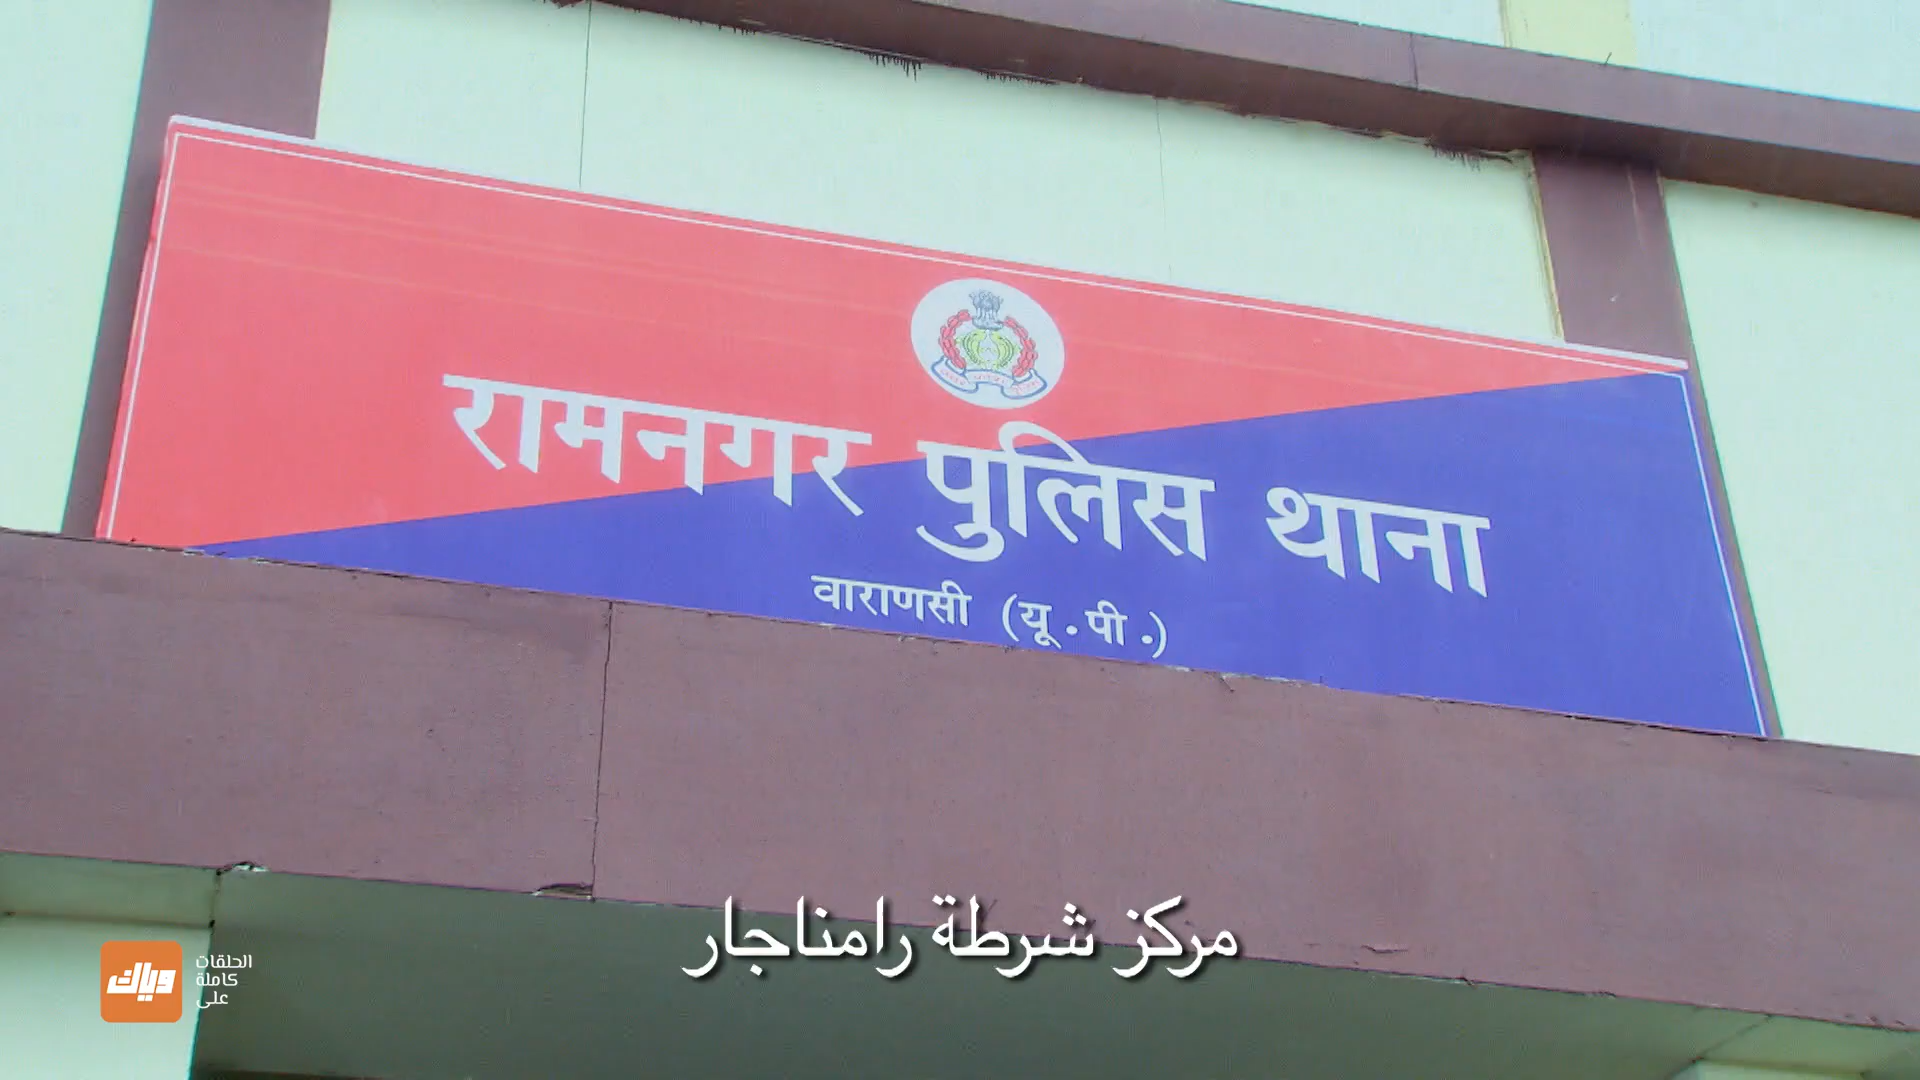 रामनगर पुलिस थाना
वाराणसी (यू.पी.)
مركز شرطة رامناجار
وياك
الحلقات
كاملة
على